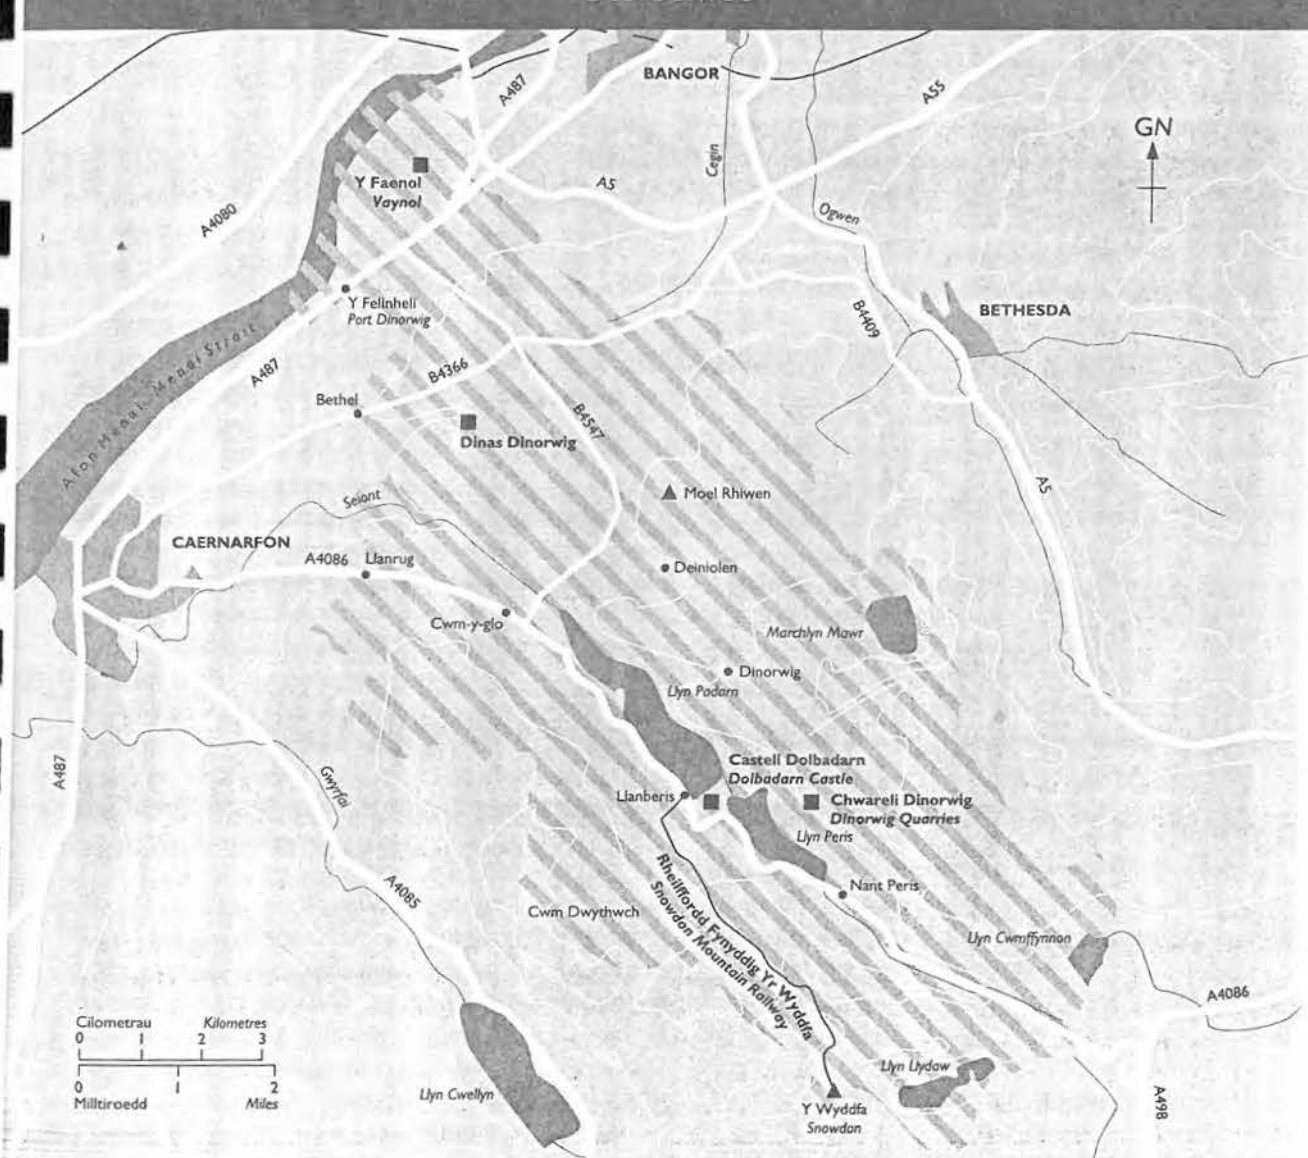 BANGOR
A487
A55
GN
Cegin
Y Faenol
Vaynol
A5
A4080
Ogwen
Y Felinheli
Port Dinorwig
BETHESDA
B4409
Afon Menai Menai Strait
A487
B4366
Bethel
B4547
Dinas Dinorwig
A5
Moel Rhiwen
Seiont
CAERNARFON
A4086
Llanrug
Deiniolen
Cwm-y-glo
Marchlyn Mawr
Dinorwig
Llyn Padarn
A487
Gwyrfai
Castell Dolbadarn
Dolbadarn Castle
Llanberis
Chwareli Dinorwig
Dinorwig Quarries
Llyn Peris
A4085
Nant Peris
Cwm Dwythwch
Rheilffordd Fynyddig Yr Wyddfa
Snowdon Mountain Railway
Llyn Cwmffynnon
A4086
Cilometrau Kilometres
0 1 2 3
0 1 2
Milltiroedd Miles
Llyn Cwellyn
Llyn Llydaw
Y Wyddfa
Snowdon
A498